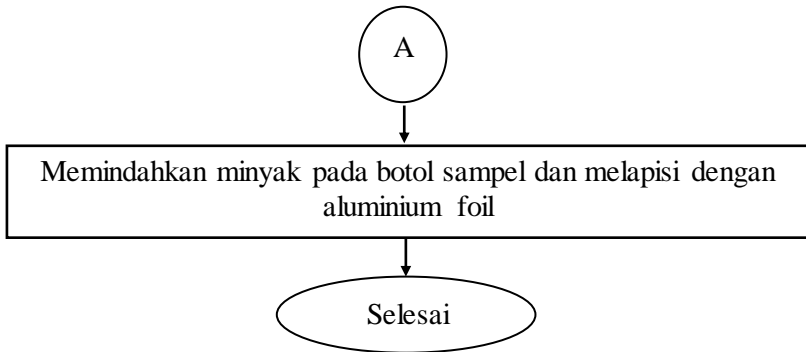 A
Memindahkan minyak pada botol sampel dan melapisi dengan
aluminium foil
Selesai